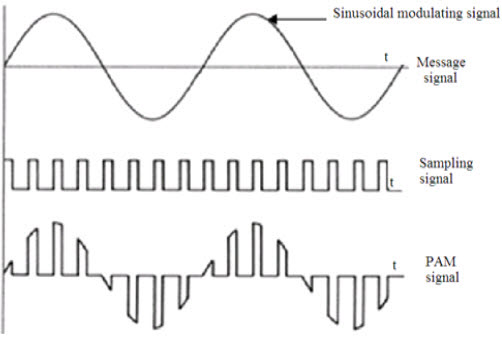 Sinusoidal modulating signal
t
Message
signal
Sampling
signal
t
PAM
signal
t